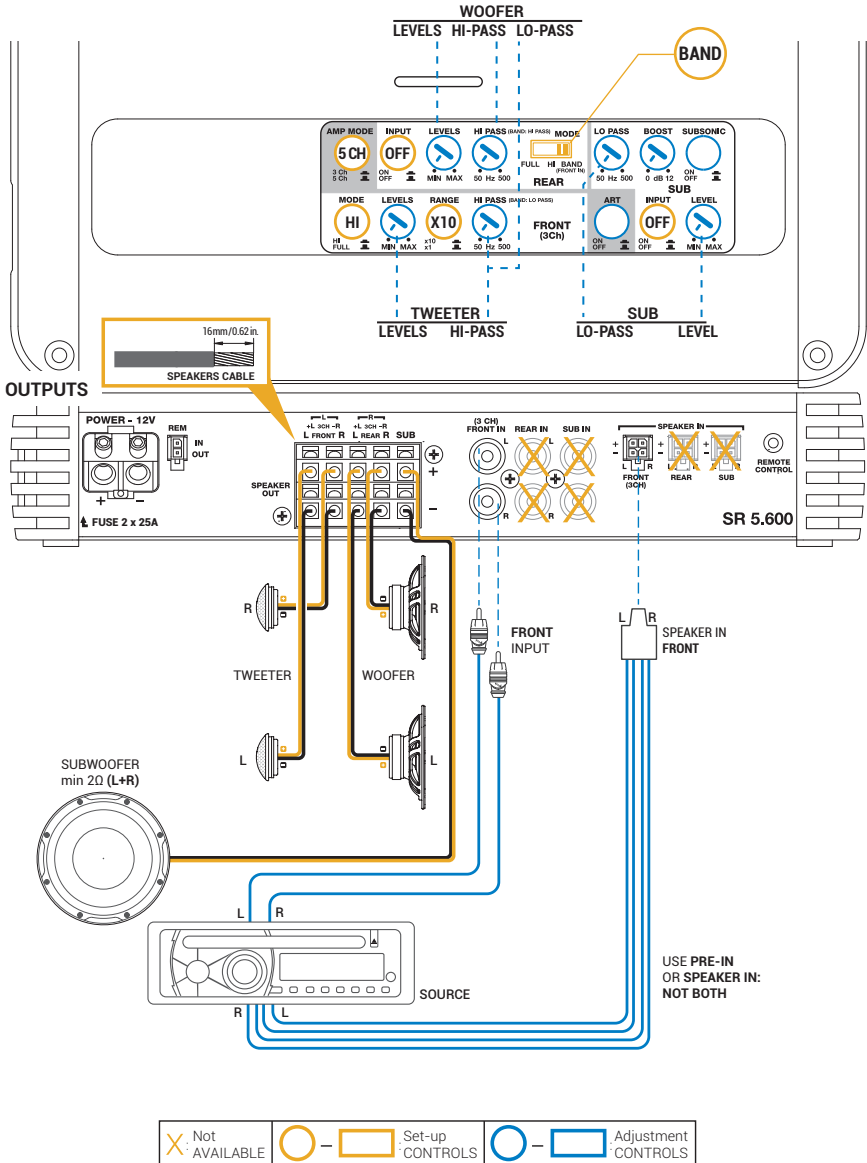 WOOFER
LEVELS HI-PASS LO-PASS
BAND
AMP MODE INPUT LEVELS HI PASS (BAND: HI PASS) MODE LO PASS BOOST SUBSONIC
5 CH OFF
3 Ch
5 Ch
ON
OFF
MIN MAX
50 Hz 500
FULL HI BAND
(FRONT IN)
REAR
50 Hz 500
0 dB 12
ON
OFF
SUB
MODE LEVELS RANGE HI PASS (BAND: LO PASS) ART INPUT LEVEL
HI X10 OFF
FRONT
(3Ch)
HI
FULL
MIN MAX
x10
x1
50 Hz 500
ON
OFF
ON
OFF
MIN MAX
TWEETER
LEVELS HI-PASS
SUB
LO-PASS LEVEL
16mm/0.62in.
SPEAKERS CABLE
OUTPUTS
POWER - 12V
REM
IN
OUT
+ -
FUSE 2 x 25A
L R
+L 3CH -R +L 3CH -R
L FRONT R L REAR R SUB
SPEAKER
OUT
+
-
(3 CH)
FRONT IN REAR IN SUB IN
L L
R R
SPEAKER IN
+ - + - + -
L R L R L R
FRONT
(3CH)
REAR SUB
REMOTE
CONTROL
SR 5.600
R R
TWEETER WOOFER
L L
FRONT
INPUT
L R
SPEAKER IN
FRONT
SUBWOOFER
min 2Ω (L+R)
L R
SOURCE
R L
USE PRE-IN
OR SPEAKER IN:
NOT BOTH
X: Not
AVAILABLE
– : Set-up
CONTROLS
– : Adjustment
CONTROLS